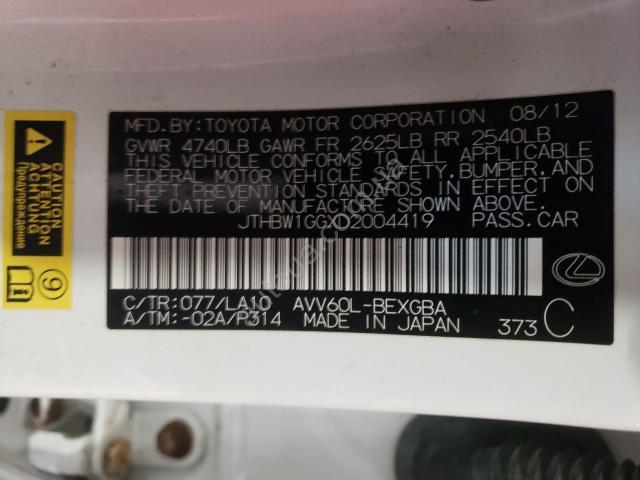 MFD.BY:TOYOTA MOTOR CORPORATION 08/12
GVWR 4740LB GAWR FR 2625LB RR 2540LB
THIS VEHICLE CONFORMS TO ALL APPLICABLE
FEDERAL MOTOR VEHICLE SAFETY,BUMPER,AND
THEFT PREVENTION STANDARDS IN EFFECT ON
THE DATE OF MANUFACTURE SHOWN ABOVE.
PASS.CAR
C/TR:077/LA10 AVV60L-BEXGBA
A/TM:-02A/P314 MADE IN JAPAN 373 C
Предупреждение
ACHTUNG
ATTENTION
9